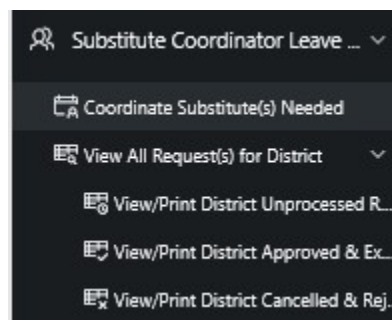 Substitute Coordinator Leave ...
Coordinate Substitute(s) Needed
View All Request(s) for District
View/Print District Unprocessed R...
View/Print District Approved & Ex...
View/Print District Cancelled & Rej...